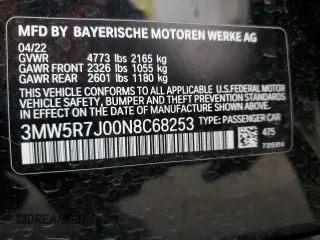 MFD BY BAYERISCHE MOTOREN WERKE AG
04/22
GVWR 4773 lbs 2165 kg
GAWR FRONT 2326 lbs 1055 kg
GAWR REAR 2601 lbs 1180 kg
THIS VEHICLE CONFORMS TO ALL APPLICABLE U.S. FEDERAL MOTOR VEHICLE SAFETY, BUMPER, AND THEFT PREVENTION STANDARDS IN EFFECT ON THE DATE OF MANUFACTURE SHOWN ABOVE.
3MW5R7J00N8C68253 TYPE: PASSENGER CAR
475